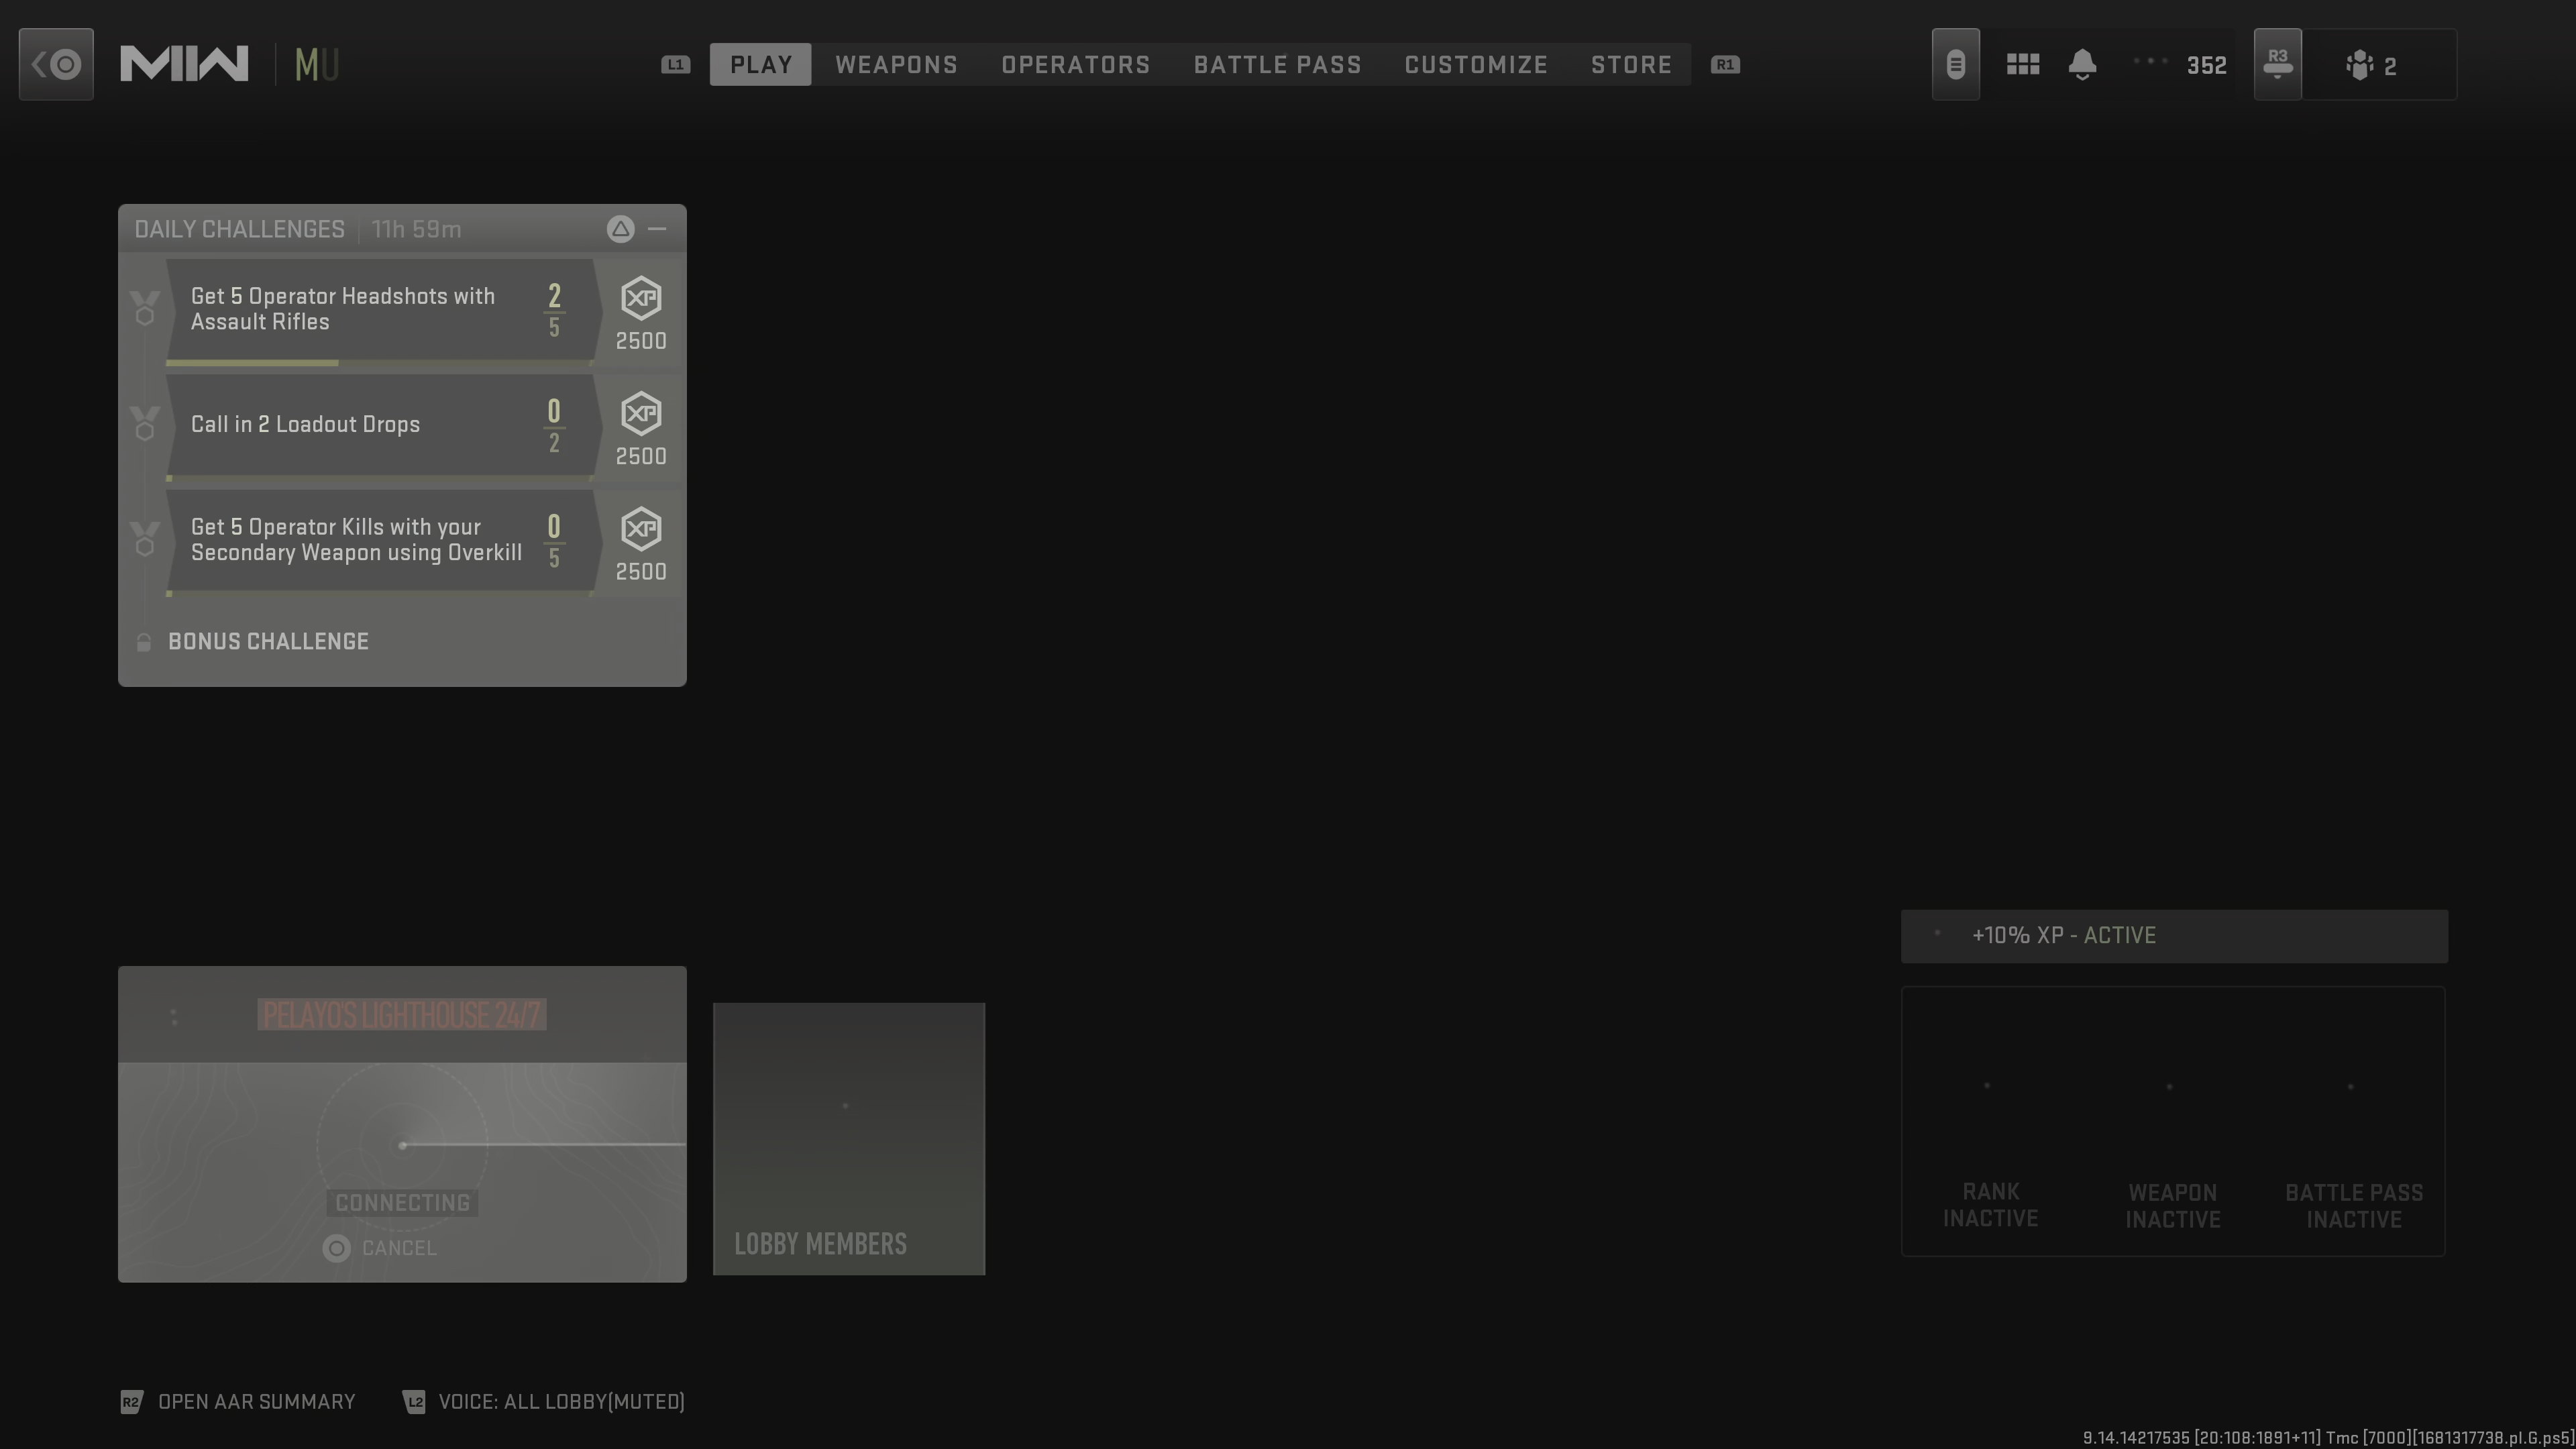 MW MU
L1 PLAY WEAPONS OPERATORS BATTLE PASS CUSTOMIZE STORE R1
352 R3 2
DAILY CHALLENGES 11h 59m
Get 5 Operator Headshots with
Assault Rifles
2
5
XP
2500
Call in 2 Loadout Drops
0
2
XP
2500
Get 5 Operator Kills with your
Secondary Weapon using Overkill
0
5
XP
2500
BONUS CHALLENGE
PELAYO'S LIGHTHOUSE 24/7
CONNECTING
CANCEL
LOBBY MEMBERS
+10% XP - ACTIVE
RANK
INACTIVE
WEAPON
INACTIVE
BATTLE PASS
INACTIVE
R2 OPEN AAR SUMMARY L2 VOICE: ALL LOBBY(MUTED)
9.14.14217535 [20:108:1891+11] Tmc [7000][1681317738.pl.G.ps5]